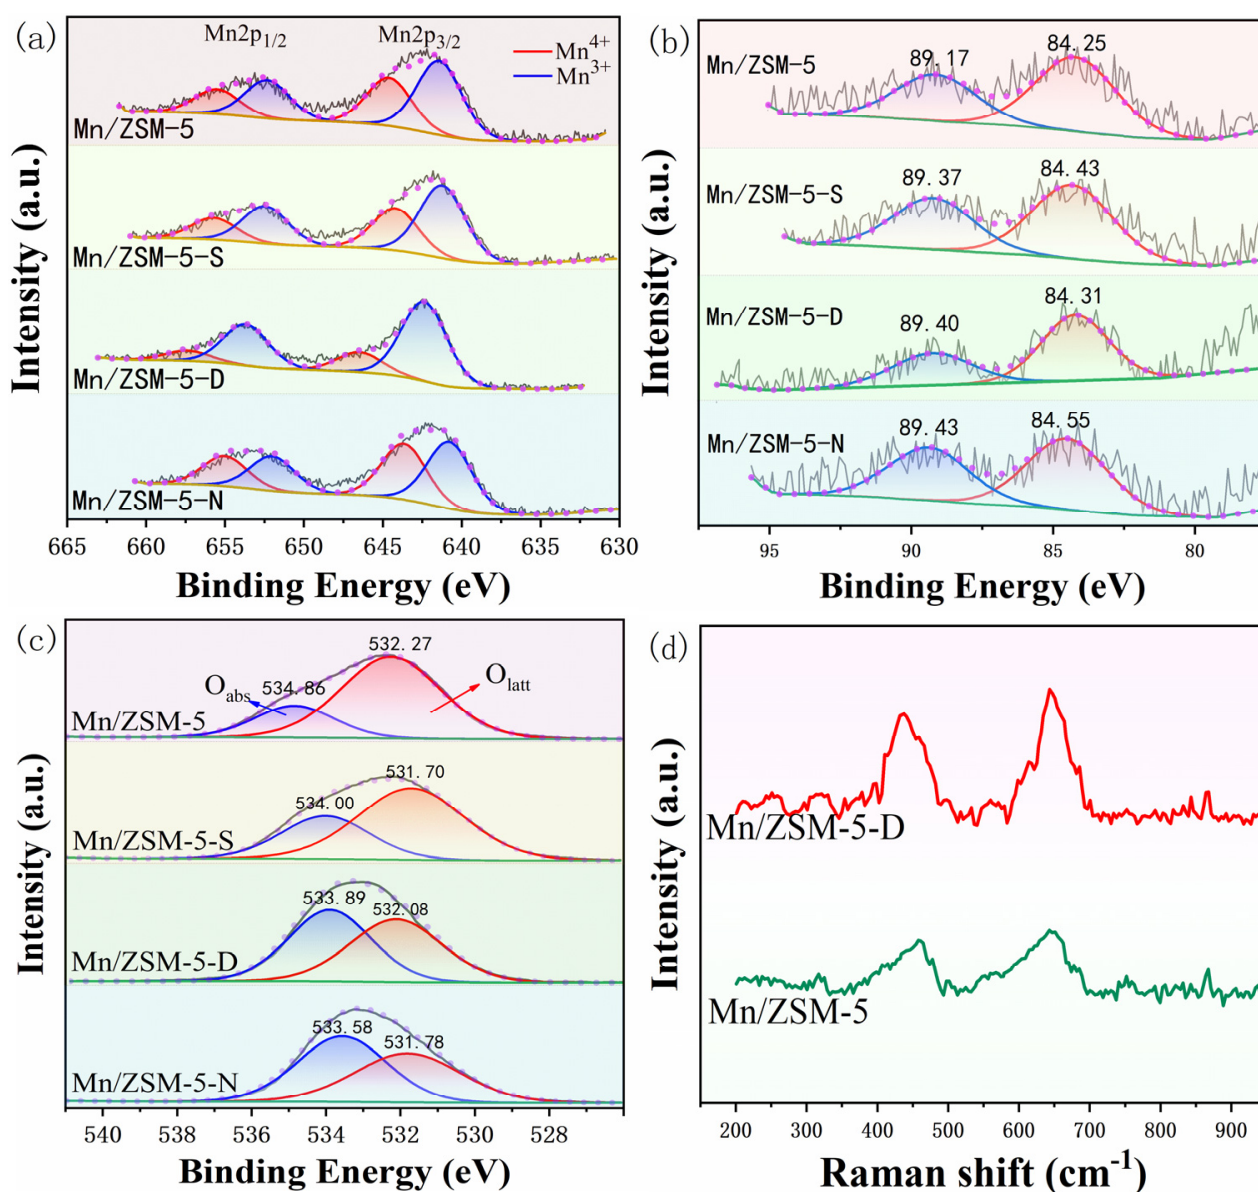 (a)
Mn2p1/2
Mn2p3/2
Mn4+
Mn3+
Mn/ZSM-5
Mn/ZSM-5-S
Mn/ZSM-5-D
Mn/ZSM-5-N
Intensity (a.u.)
665 660 655 650 645 640 635 630
Binding Energy (eV)
(b)
Mn/ZSM-5
89.17
84.25
Mn/ZSM-5-S
89.37
84.43
Mn/ZSM-5-D
89.40
84.31
Mn/ZSM-5-N
89.43
84.55
Intensity (a.u.)
95 90 85 80
Binding Energy (eV)
(c)
532.27
534.86
Oabs
Olatt
Mn/ZSM-5
531.70
534.00
Mn/ZSM-5-S
533.89
532.08
Mn/ZSM-5-D
533.58
531.78
Mn/ZSM-5-N
Intensity (a.u.)
540 538 536 534 532 530 528
Binding Energy (eV)
(d)
Mn/ZSM-5-D
Mn/ZSM-5
Intensity (a.u.)
200 300 400 500 600 700 800 900
Raman shift (cm-1)